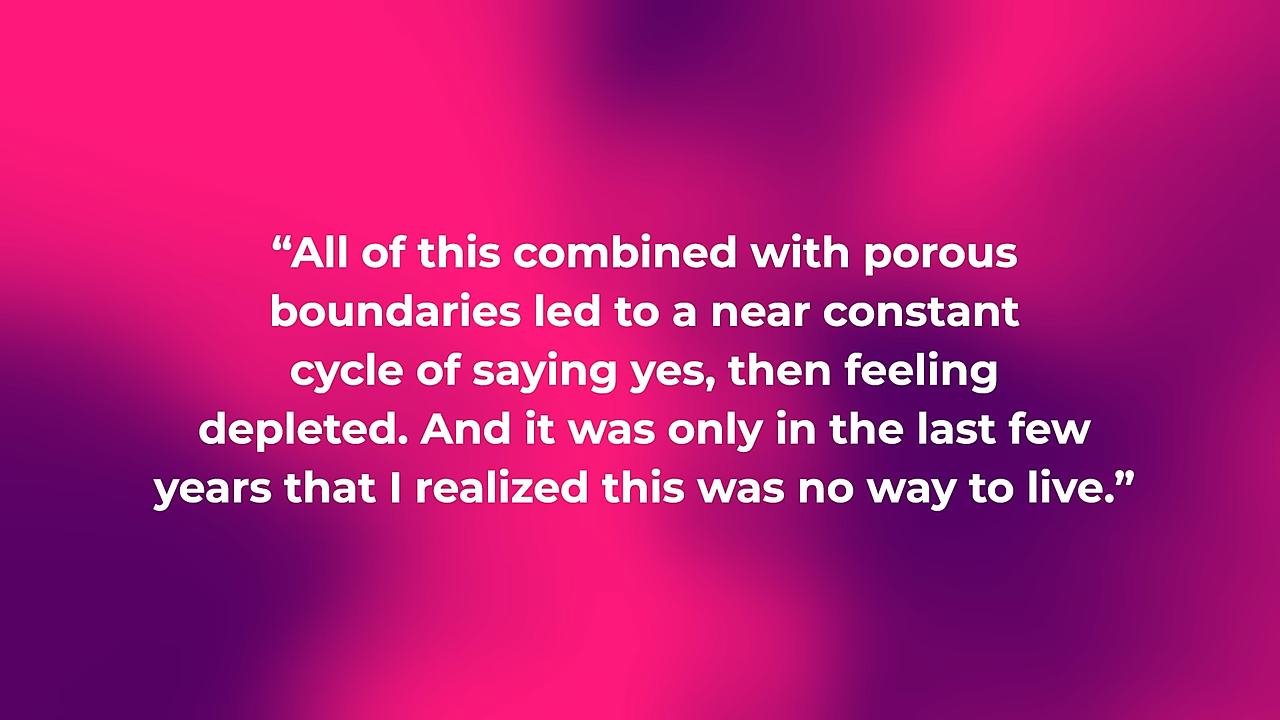 “All of this combined with porous
boundaries led to a near constant
cycle of saying yes, then feeling
depleted. And it was only in the last few
years that I realized this was no way to live.”